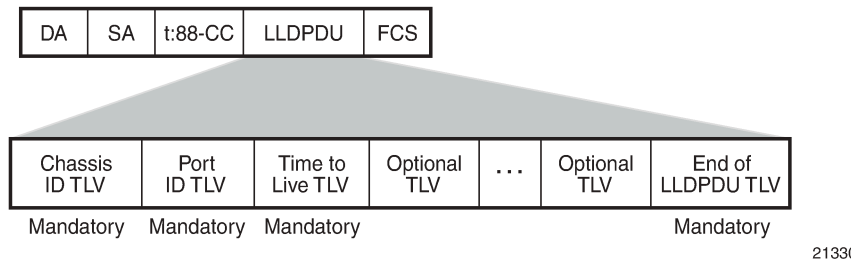 DA SA t:88-CC LLDPDU FCS
Chassis ID TLV
Port ID TLV
Time to Live TLV
Optional TLV
...
Optional TLV
End of LLDPDU TLV
Mandatory Mandatory Mandatory Mandatory
21330